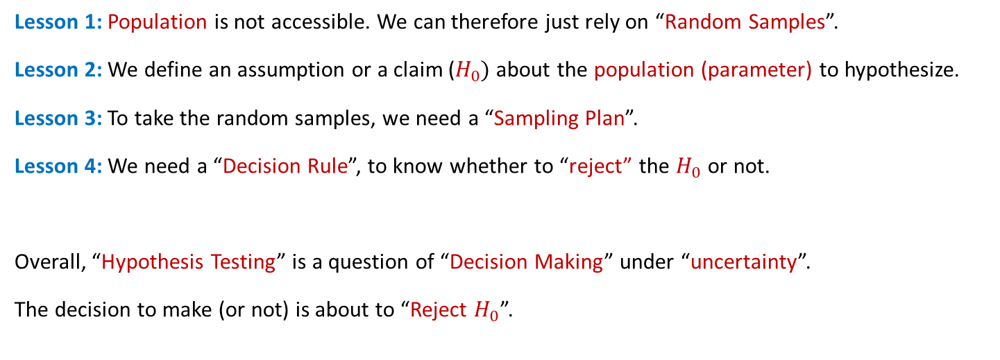 Lesson 1: Population is not accessible. We can therefore just rely on “Random Samples”.
Lesson 2: We define an assumption or a claim (H₀) about the population (parameter) to hypothesize.
Lesson 3: To take the random samples, we need a “Sampling Plan”.
Lesson 4: We need a “Decision Rule”, to know whether to “reject” the H₀ or not.
Overall, “Hypothesis Testing” is a question of “Decision Making” under “uncertainty”.
The decision to make (or not) is about to “Reject H₀”.